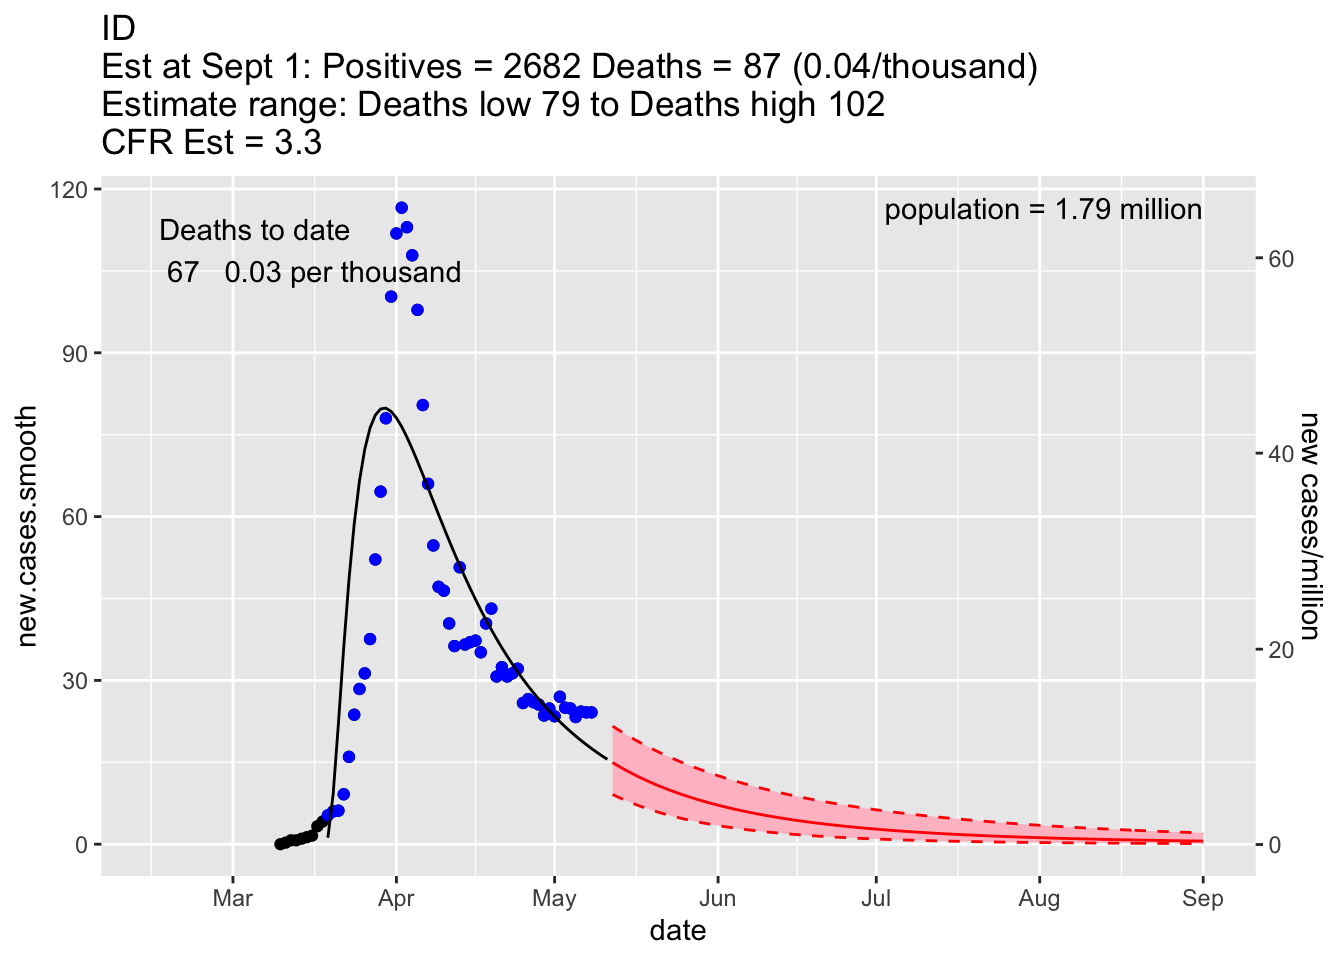 ID
Est at Sept 1: Positives = 2682 Deaths = 87 (0.04/thousand)
Estimate range: Deaths low 79 to Deaths high 102
CFR Est = 3.3
120
90
60
30
0
new.cases.smooth
Deaths to date
67 0.03 per thousand
population = 1.79 million
60
40
20
0
new cases/million
Mar Apr May Jun Jul Aug Sep
date